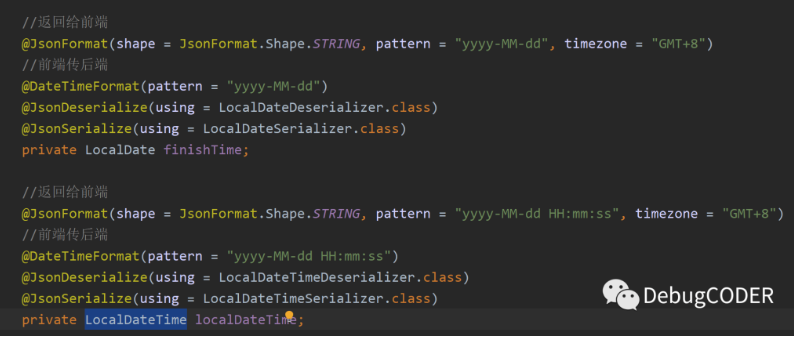 //返回给前端
@JsonFormat(shape = JsonFormat.Shape.STRING, pattern = "yyyy-MM-dd", timezone = "GMT+8")
//前端传后端
@DateTimeFormat(pattern = "yyyy-MM-dd")
@JsonDeserialize(using = LocalDateDeserializer.class)
@JsonSerialize(using = LocalDateSerializer.class)
private LocalDate finishTime;
//返回给前端
@JsonFormat(shape = JsonFormat.Shape.STRING, pattern = "yyyy-MM-dd HH:mm:ss", timezone = "GMT+8")
//前端传后端
@DateTimeFormat(pattern = "yyyy-MM-dd HH:mm:ss")
@JsonDeserialize(using = LocalDateTimeDeserializer.class)
@JsonSerialize(using = LocalDateTimeSerializer.class)
private LocalDateTime localDateTime;
DebugCODER